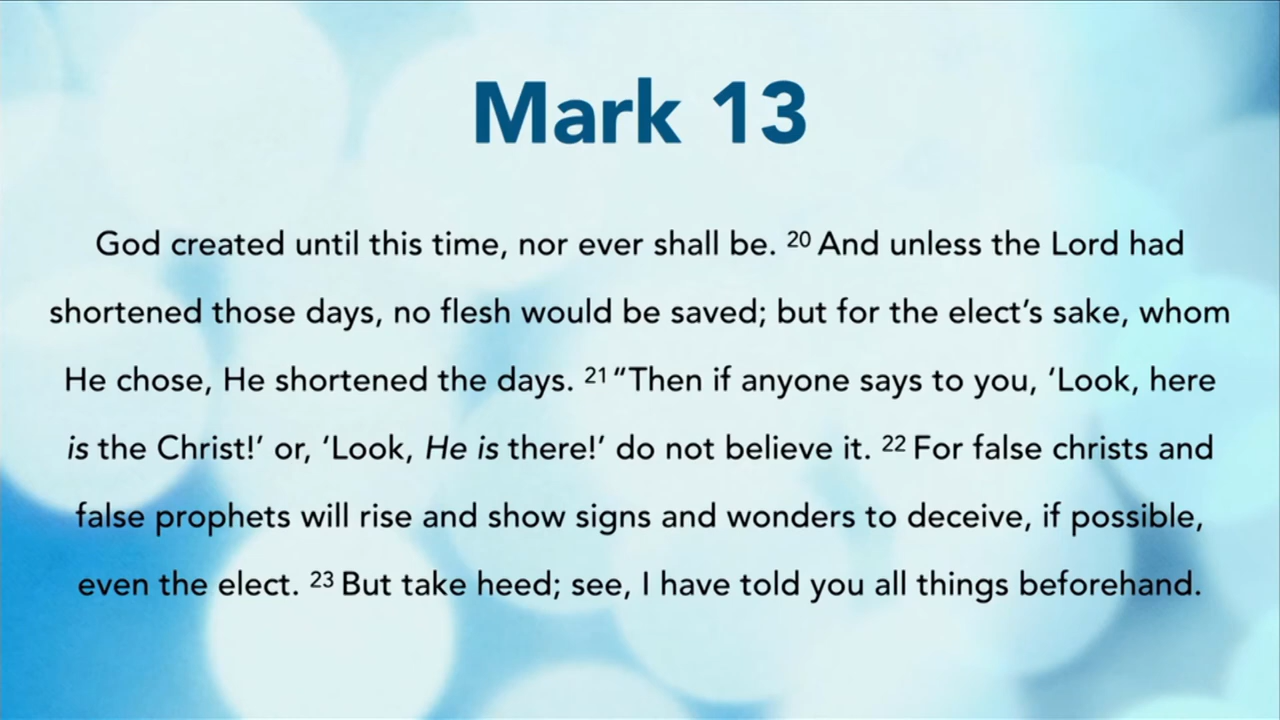 Mark 13
God created until this time, nor ever shall be. 20 And unless the Lord had
shortened those days, no flesh would be saved; but for the elect’s sake, whom
He chose, He shortened the days. 21 “Then if anyone says to you, ‘Look, here
is the Christ!’ or, ‘Look, He is there!’ do not believe it. 22 For false christs and
false prophets will rise and show signs and wonders to deceive, if possible,
even the elect. 23 But take heed; see, I have told you all things beforehand.